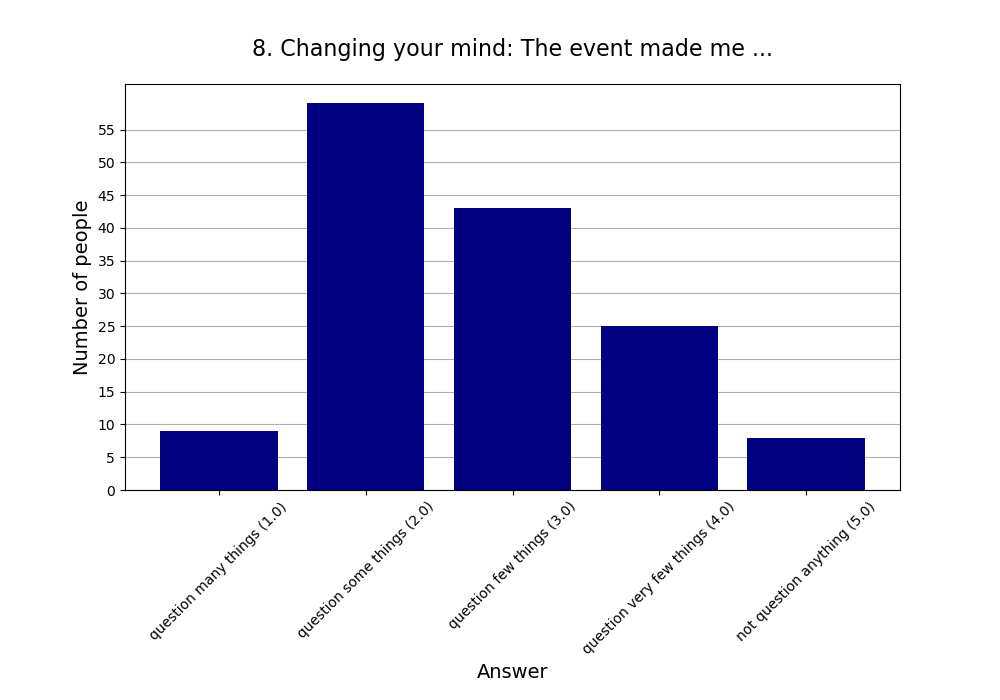 8. Changing your mind: The event made me ...
Number of people
55
50
45
40
35
30
25
20
15
10
5
0
question many things (1.0)
question some things (2.0)
question few things (3.0)
question very few things (4.0)
not question anything (5.0)
Answer